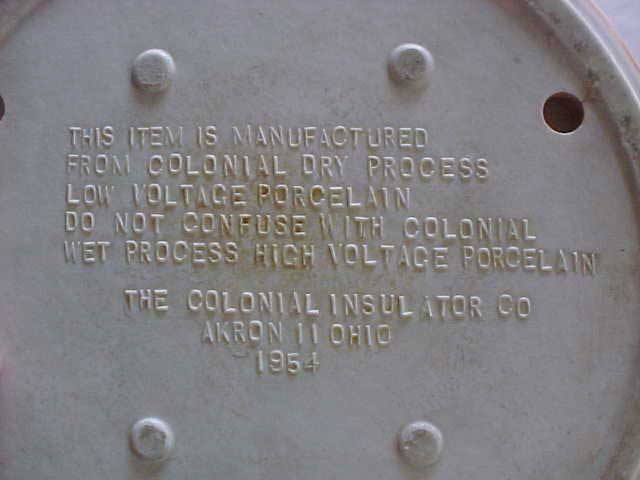 THIS ITEM IS MANUFACTURED
FROM COLONIAL DRY PROCESS
LOW VOLTAGE PORCELAIN
DO NOT CONFUSE WITH COLONIAL
WET PROCESS HIGH VOLTAGE PORCELAIN
THE COLONIAL INSULATOR CO
AKRON 11 OHIO
1954